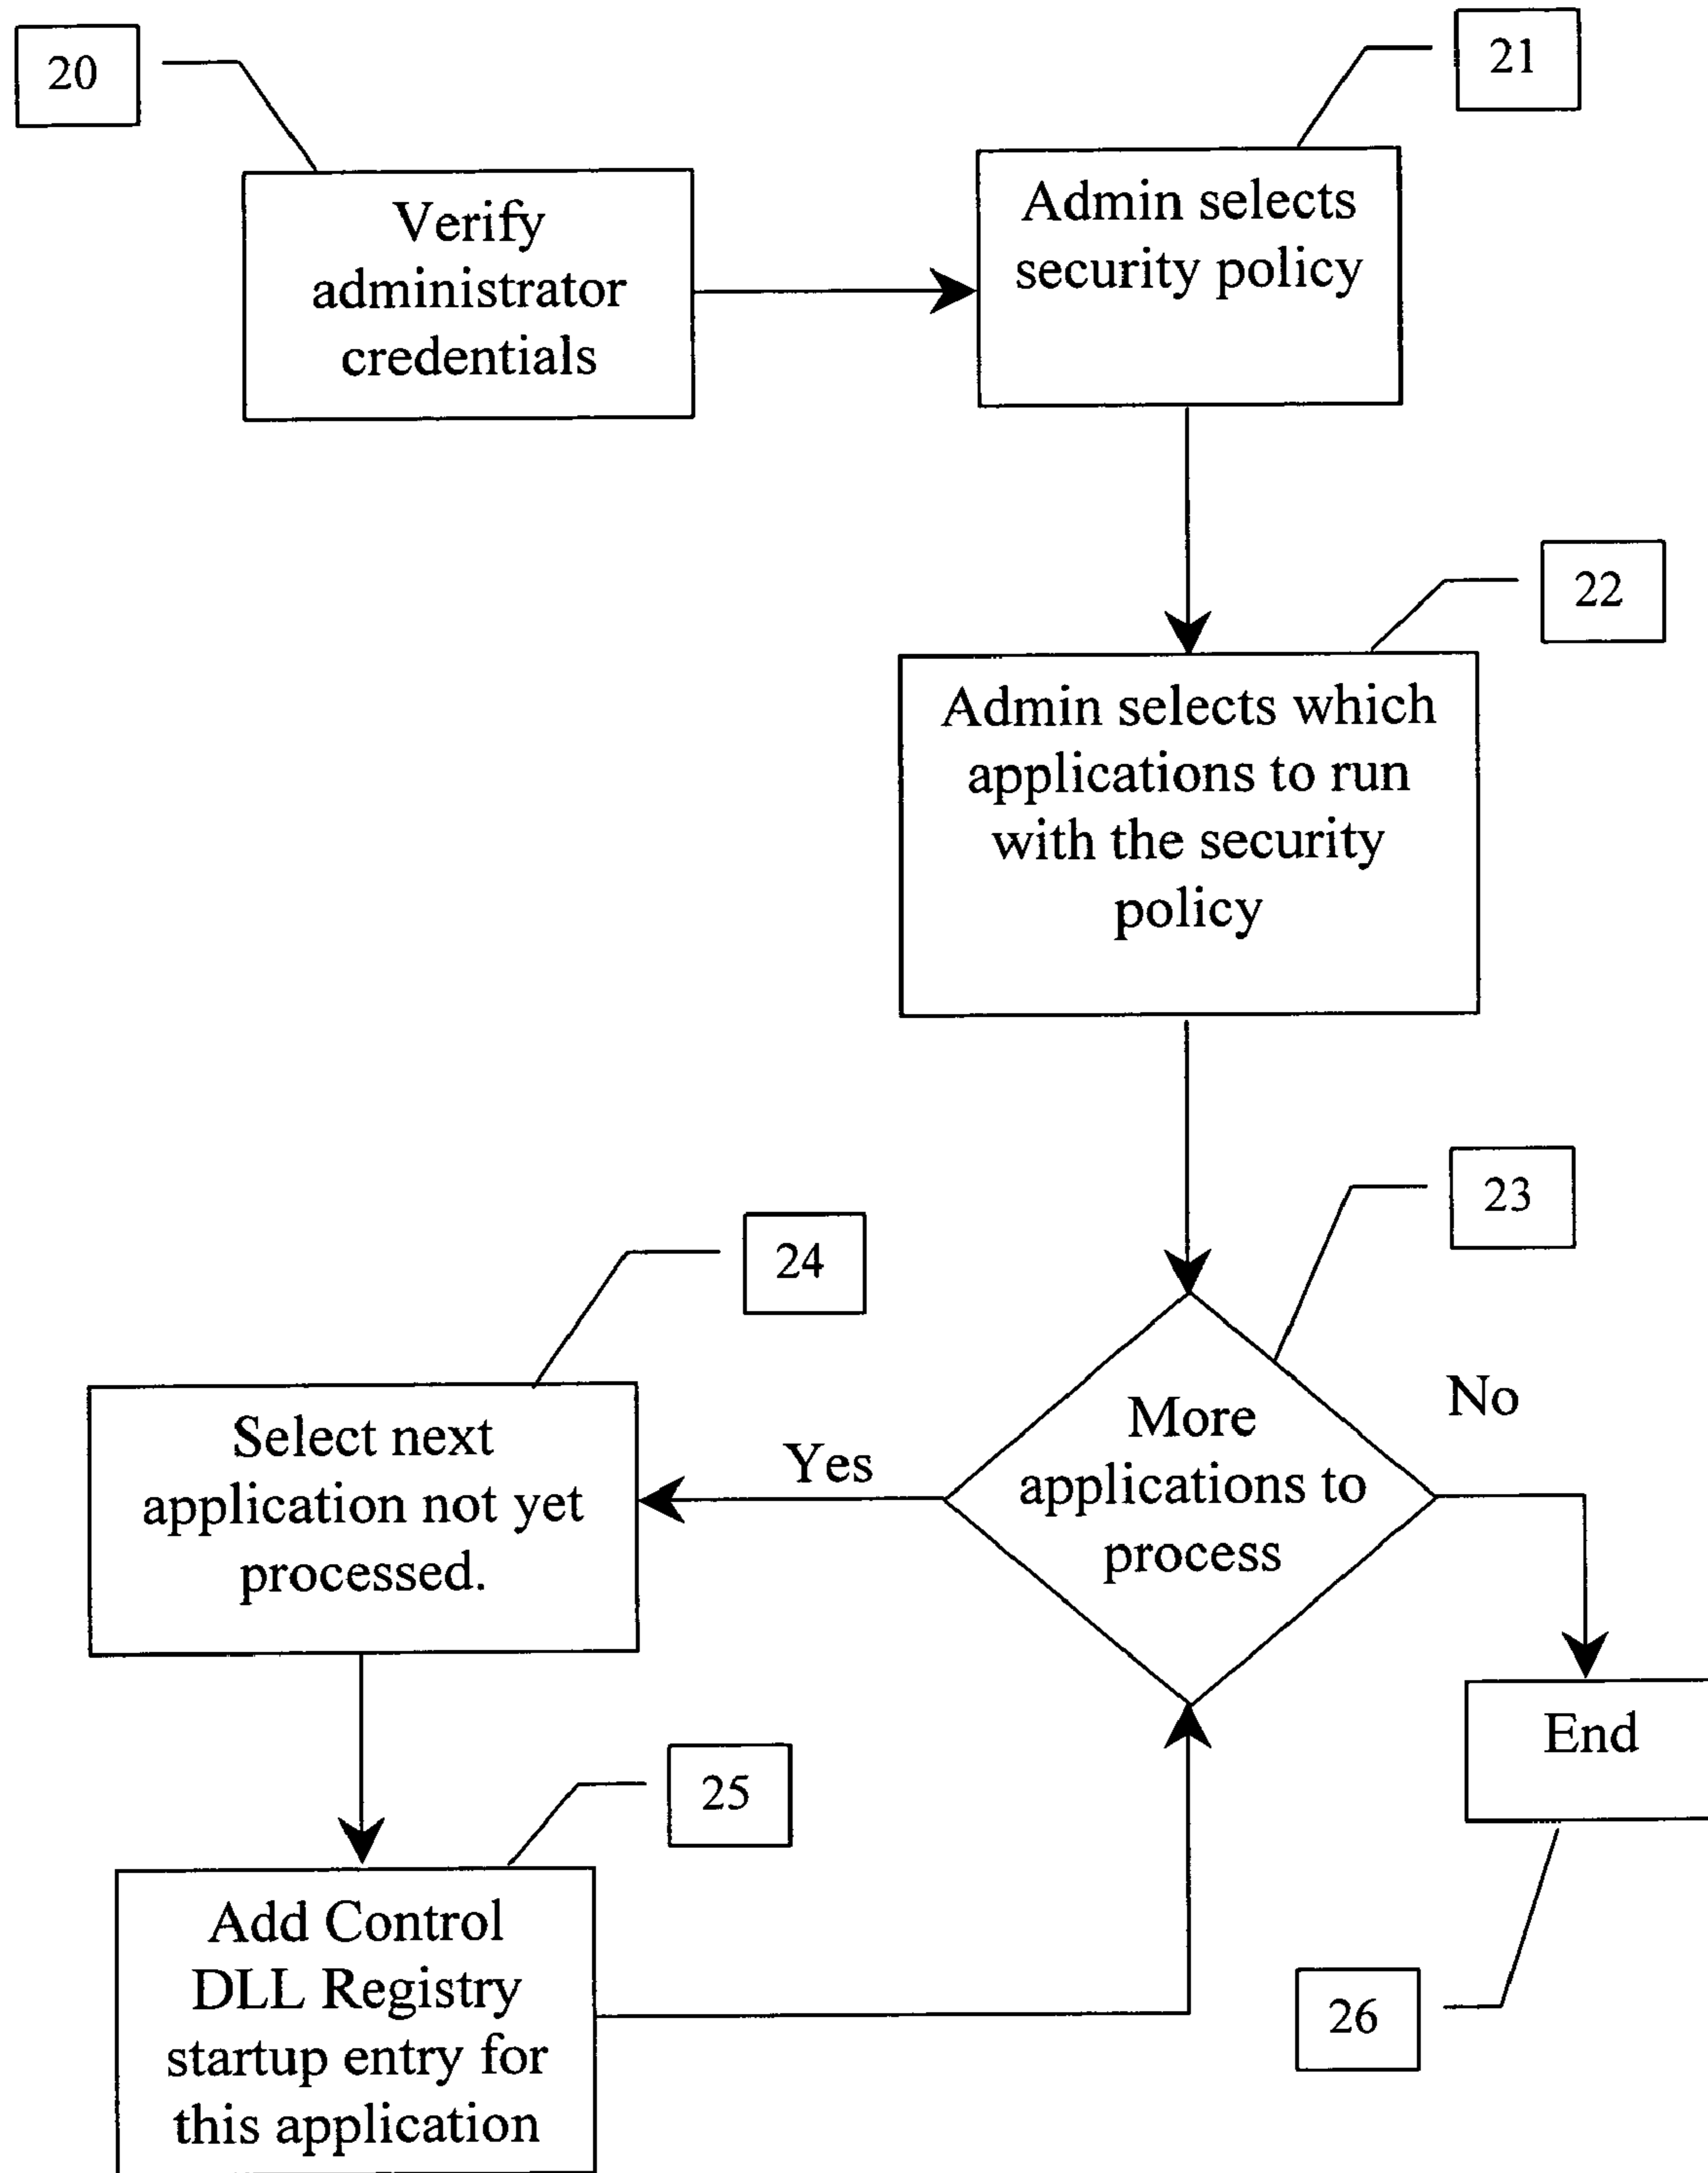 20
21
Verify
administrator
credentials
Admin selects
security policy
22
Admin selects which
applications to run
with the security
policy
23
24
More
applications to
process
No
Yes
Select next
application not yet
processed.
End
25
Add Control
DLL Registry
startup entry for
this application
26